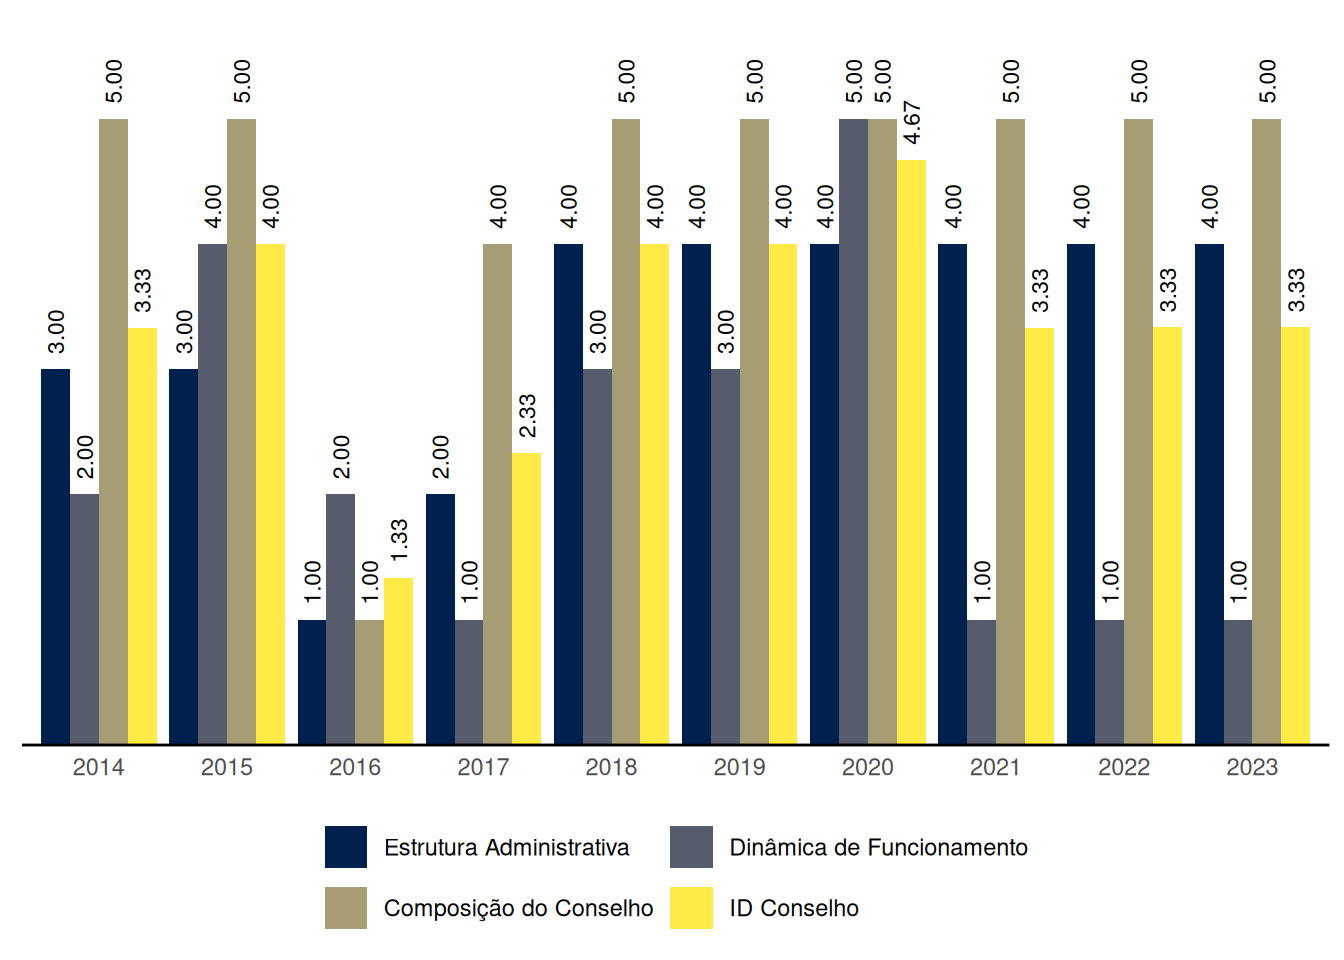 3.00 2.00 5.00 3.33 3.00 4.00 5.00 4.00 1.00 2.00 1.00 1.33 2.00 1.00 4.00 2.33 4.00 3.00 5.00 4.00 4.00 3.00 5.00 4.00 4.00 5.00 5.00 4.67 4.00 1.00 5.00 3.33 4.00 1.00 5.00 3.33 4.00 1.00 5.00 3.33
2014 2015 2016 2017 2018 2019 2020 2021 2022 2023
Estrutura Administrativa Dinâmica de Funcionamento
Composição do Conselho ID Conselho